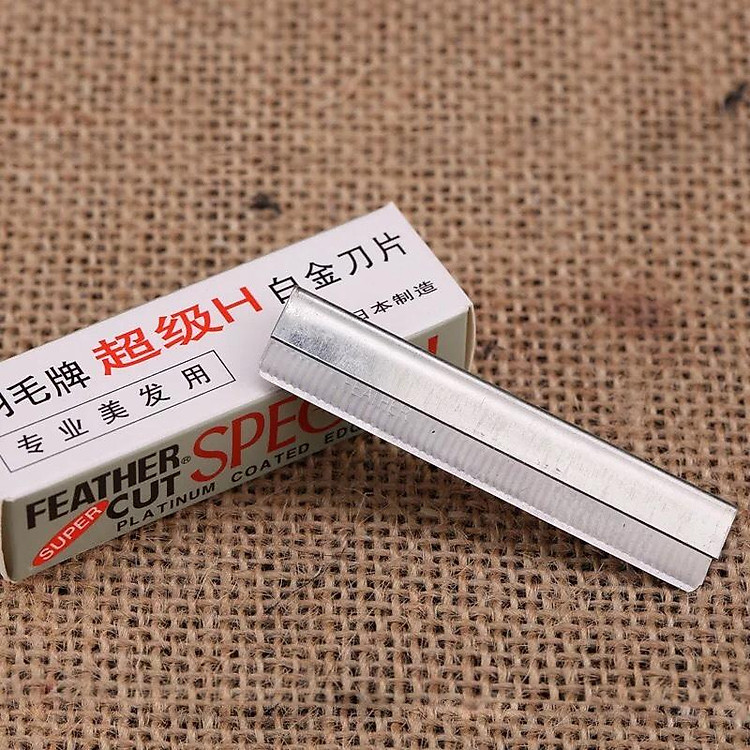 毛牌 超级H 白金刀片
专业美发用
日本制造
FEATHER® SPEC
SUPER CUT
PLATINUM COATED
FEATHER